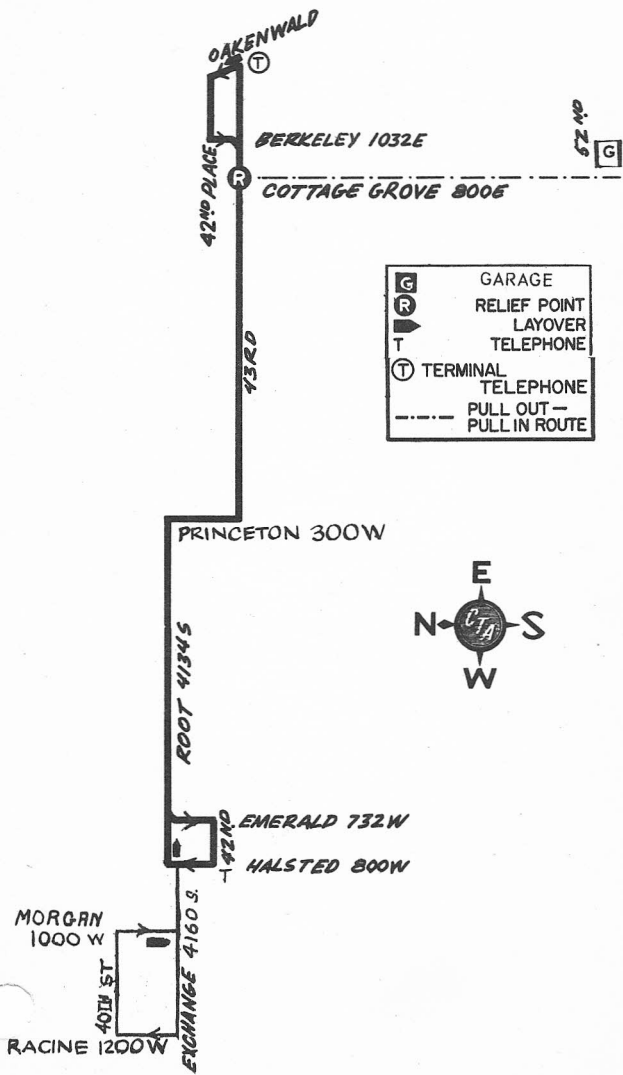 OAKENWALD
T
BERKELEY 1032E
42ND PLACE
52ND
G
R
COTTAGE GROVE 800E
43RD
G GARAGE
R RELIEF POINT
LAYOVER
T TELEPHONE
T TERMINAL
TELEPHONE
PULL OUT —
PULL IN ROUTE
PRINCETON 300W
E
N CTA S
W
ROOT 4134S
EMERALD 732W
42ND
T
HALSTED 800W
EXCHANGE 4160 S.
MORGAN
1000 W
40TH ST
RACINE 1200W